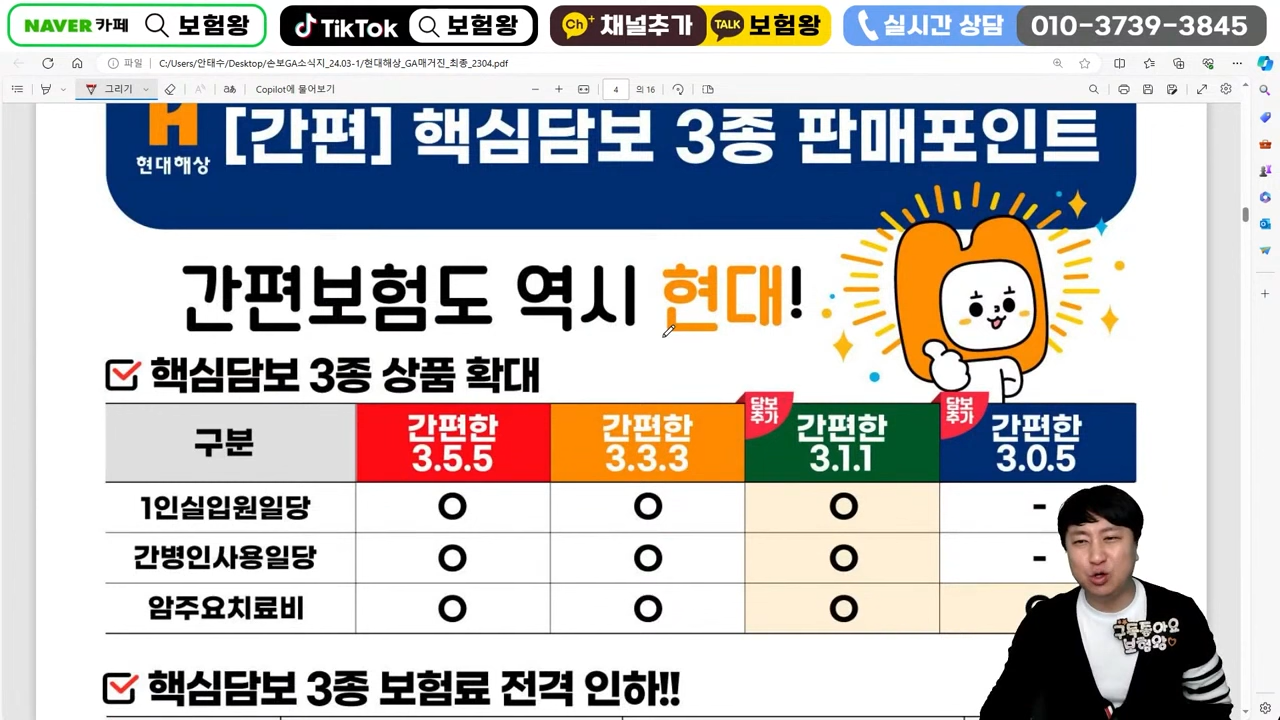 NAVER 카페 보험왕
TikTok 보험왕
Ch+ 채널추가 TALK 보험왕
실시간 상담 010-3739-3845
파일 C:/Users/안태수/Desktop/손보GA소식지_24.03-1/현대해상_GA매거진_최종_2304.pdf
그리기 Copilot에 물어보기 4 의 16
현대해상
[간편] 핵심담보 3종 판매포인트
간편보험도 역시 현대!
핵심담보 3종 상품 확대
구분 간편한 3.5.5 간편한 3.3.3 담보추가 간편한 3.1.1 담보추가 간편한 3.0.5
1인실입원일당 O O O -
간병인사용일당 O O O -
암주요치료비 O O O O
구독좋아요
보험왕♡
핵심담보 3종 보험료 전격 인하!!